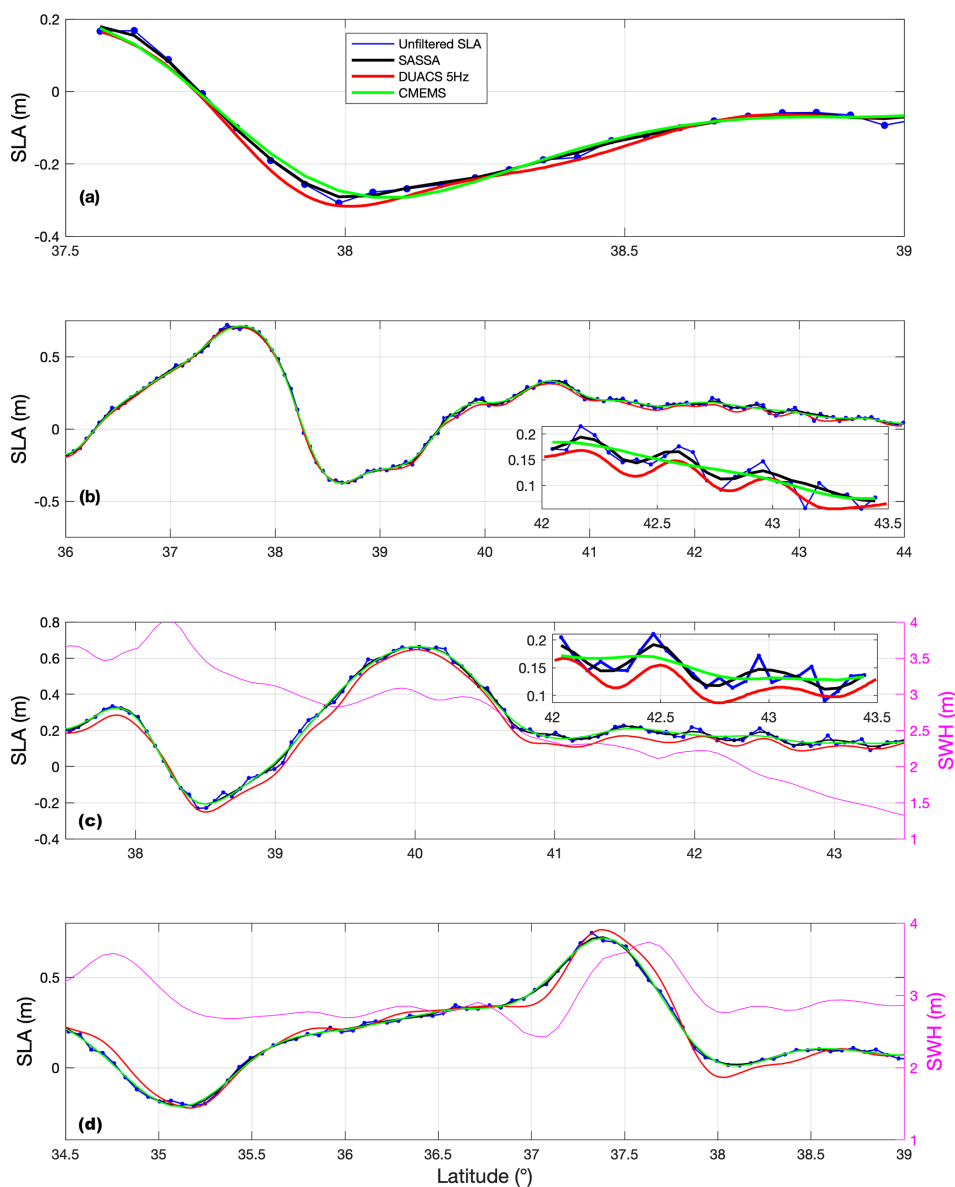 0.2
0
-0.2
-0.4
SLA (m)
Unfiltered SLA
SASSA
DUACS 5Hz
CMEMS
(a)
37.5 38 38.5 39
0.5
0
-0.5
SLA (m)
0.2
0.15
0.1
42 42.5 43 43.5
(b)
36 37 38 39 40 41 42 43 44
0.8
0.6
0.4
0.2
0
-0.2
-0.4
SLA (m)
0.2
0.15
0.1
42 42.5 43 43.5
4
3.5
3
2.5
2
1.5
1
SWH (m)
(c)
38 39 40 41 42 43
0.5
0
SLA (m)
4
3
2
1
SWH (m)
(d)
34.5 35 35.5 36 36.5 37 37.5 38 38.5 39
Latitude (°)